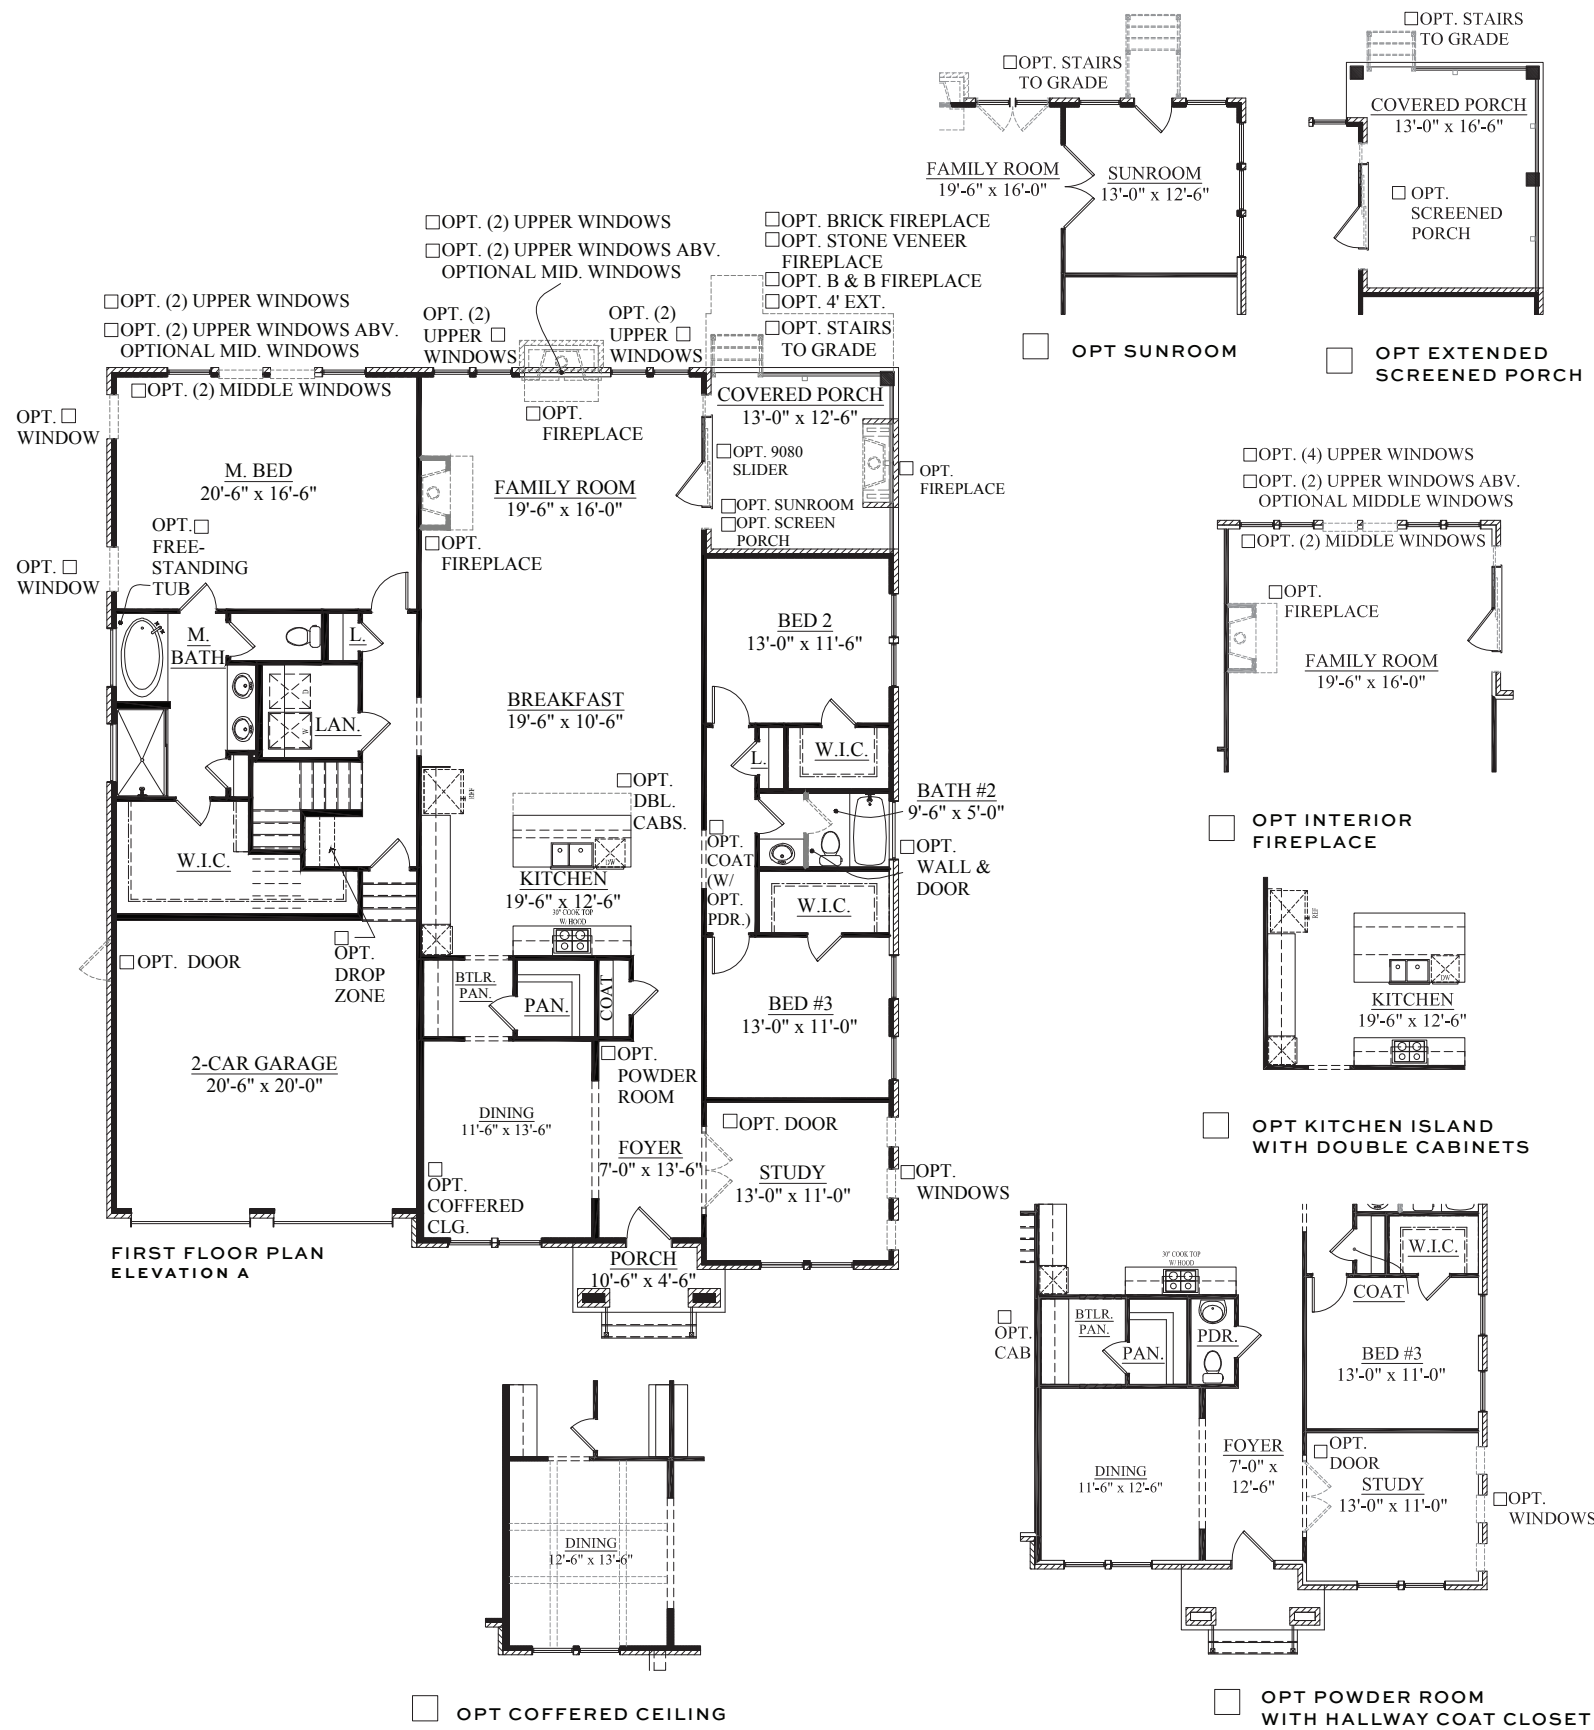 OPT. STAIRS
TO GRADE
FAMILY ROOM
19'-6" x 16'-0"
SUNROOM
13'-0" x 12'-6"
OPT SUNROOM
OPT. STAIRS
TO GRADE
COVERED PORCH
13'-0" x 16'-6"
OPT.
SCREENED
PORCH
OPT EXTENDED
SCREENED PORCH
OPT. (2) UPPER WINDOWS
OPT. (2) UPPER WINDOWS ABV.
OPTIONAL MID. WINDOWS
OPT. BRICK FIREPLACE
OPT. STONE VENEER
FIREPLACE
OPT. B & B FIREPLACE
OPT. 4' EXT.
OPT. STAIRS
TO GRADE
OPT. (2) UPPER WINDOWS
OPT. (2) UPPER WINDOWS ABV.
OPTIONAL MID. WINDOWS
OPT. (2)
UPPER
WINDOWS
OPT. (2)
UPPER
WINDOWS
OPT. (2) MIDDLE WINDOWS
OPT.
WINDOW
M. BED
20'-6" x 16'-6"
OPT.
FREE-
STANDING
TUB
OPT.
WINDOW
OPT.
FIREPLACE
FAMILY ROOM
19'-6" x 16'-0"
OPT.
FIREPLACE
COVERED PORCH
13'-0" x 12'-6"
OPT. 9080
SLIDER
OPT. SUNROOM
OPT. SCREEN
PORCH
OPT.
FIREPLACE
M.
BATH
L.
D
W
LAN.
BREAKFAST
19'-6" x 10'-6"
BED 2
13'-0" x 11'-6"
W.I.C.
L.
BATH #2
9'-6" x 5'-0"
OPT.
WALL &
DOOR
REF
OPT.
DBL.
CABS.
DW
KITCHEN
19'-6" x 12'-6"
30" COOK TOP
W/ HOOD
OPT.
COAT
(W/
OPT.
PDR.)
W.I.C.
W.I.C.
OPT. DOOR
OPT.
DROP
ZONE
BTLR.
PAN.
PAN.
COAT
BED #3
13'-0" x 11'-0"
2-CAR GARAGE
20'-6" x 20'-0"
OPT.
POWDER
ROOM
DINING
11'-6" x 13'-6"
FOYER
7'-0" x 13'-6"
OPT. DOOR
STUDY
13'-0" x 11'-0"
OPT.
WINDOWS
OPT.
COFFERED
CLG.
PORCH
10'-6" x 4'-6"
FIRST FLOOR PLAN
ELEVATION A
OPT. (4) UPPER WINDOWS
OPT. (2) UPPER WINDOWS ABV.
OPTIONAL MIDDLE WINDOWS
OPT. (2) MIDDLE WINDOWS
OPT.
FIREPLACE
FAMILY ROOM
19'-6" x 16'-0"
OPT INTERIOR
FIREPLACE
REF
DW
KITCHEN
19'-6" x 12'-6"
OPT KITCHEN ISLAND
WITH DOUBLE CABINETS
30" COOK TOP
W/ HOOD
W.I.C.
COAT
OPT.
CAB
BTLR.
PAN.
PAN.
PDR.
BED #3
13'-0" x 11'-0"
DINING
11'-6" x 12'-6"
FOYER
7'-0" x
12'-6"
OPT.
DOOR
STUDY
13'-0" x 11'-0"
OPT.
WINDOWS
OPT POWDER ROOM
WITH HALLWAY COAT CLOSET
DINING
12'-6" x 13'-6"
OPT COFFERED CEILING